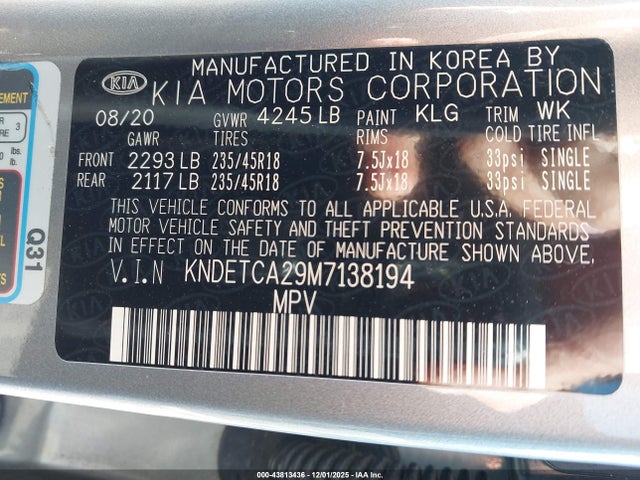 MANUFACTURED IN KOREA BY
KIA KIA MOTORS CORPORATION
08/20 GVWR 4245 LB PAINT KLG TRIM WK
GAWR TIRES RIMS COLD TIRE INFL
FRONT 2293 LB 235/45R18 7.5Jx18 33psi SINGLE
REAR 2117 LB 235/45R18 7.5Jx18 33psi SINGLE
THIS VEHICLE CONFORMS TO ALL APPLICABLE U.S.A. FEDERAL
MOTOR VEHICLE SAFETY AND THEFT PREVENTION STANDARDS
IN EFFECT ON THE DATE OF MANUFACTURE SHOWN ABOVE.
V.I.N KNDETCA29M7138194
MPV
EMENT
3
Q31
000-43813436 - 12/01/2025 - IAA Inc.